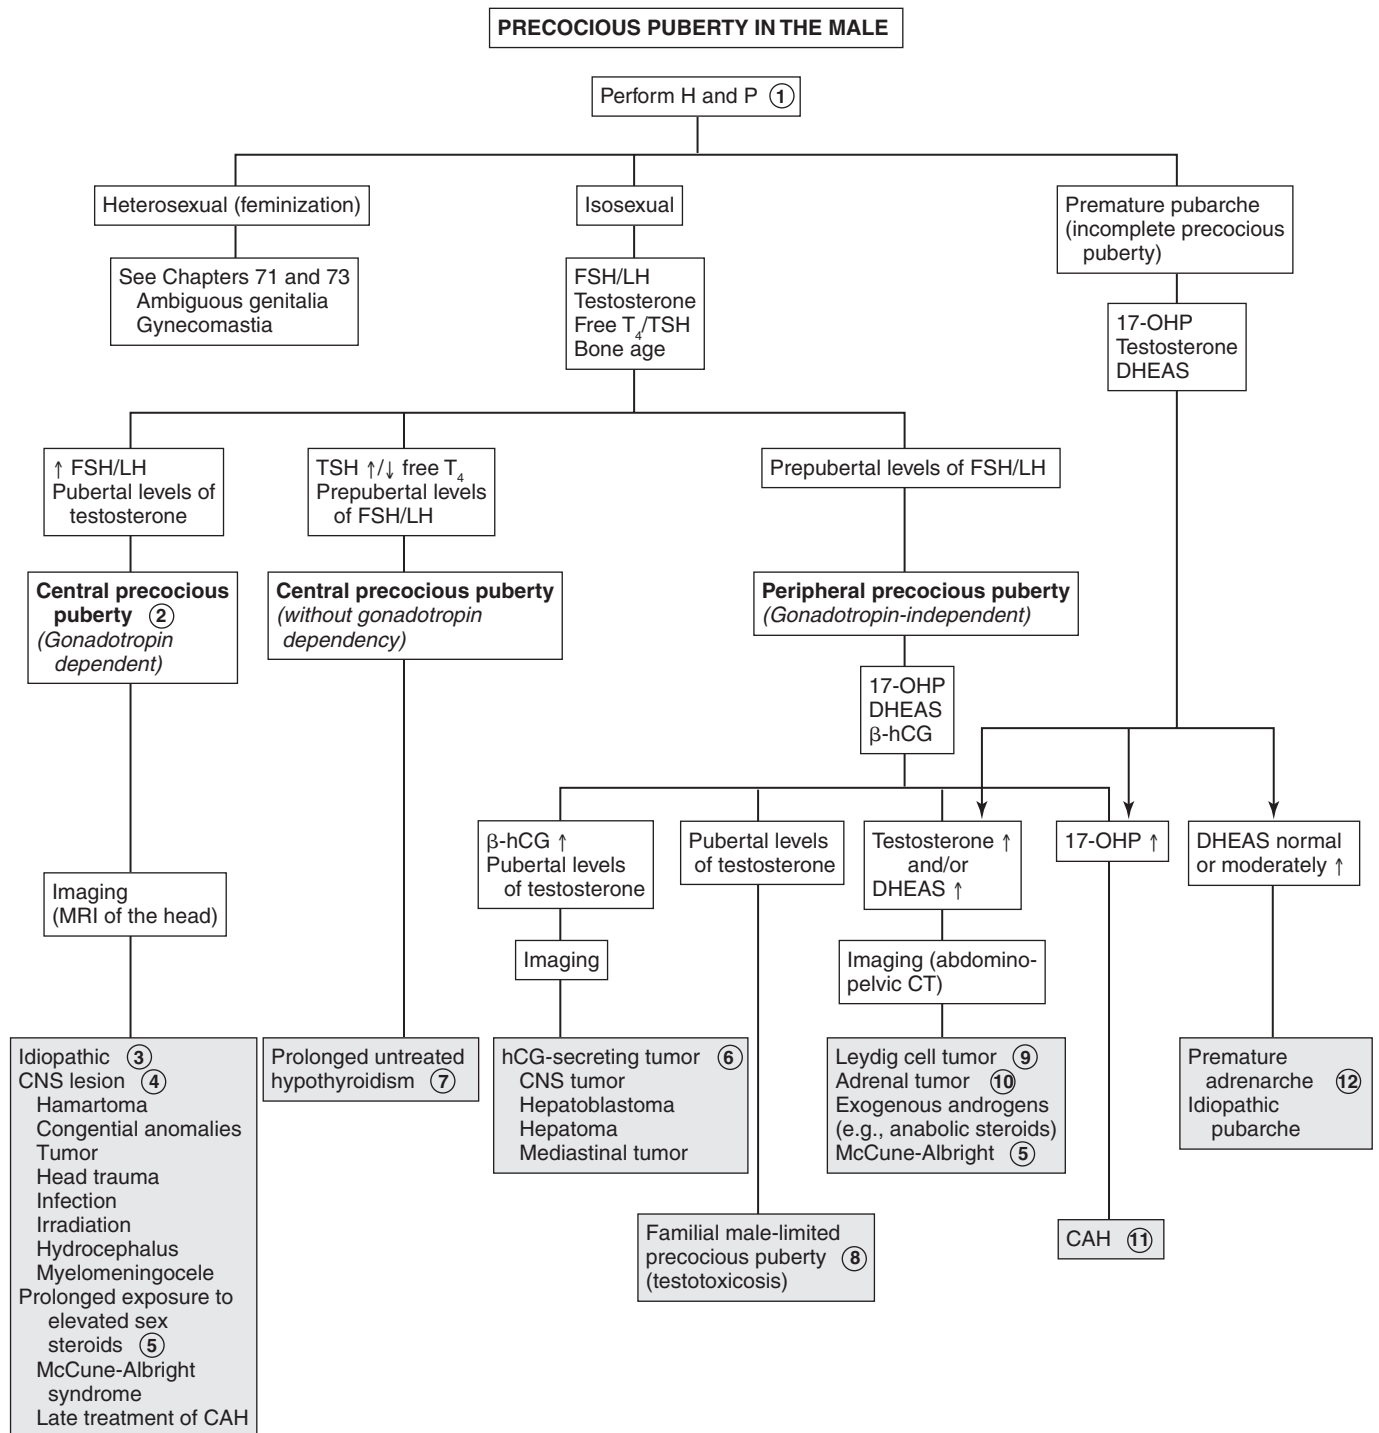 PRECOCIOUS PUBERTY IN THE MALE
Perform H and P ①
Heterosexual (feminization)
See Chapters 71 and 73
Ambiguous genitalia
Gynecomastia
Isosexual
FSH/LH
Testosterone
Free T₄/TSH
Bone age
Premature pubarche
(incomplete precocious
puberty)
17-OHP
Testosterone
DHEAS
↑ FSH/LH
Pubertal levels of
testosterone
Central precocious
puberty ②
(Gonadotropin
dependent)
Imaging
(MRI of the head)
TSH ↑/↓ free T₄
Prepubertal levels
of FSH/LH
Central precocious puberty
(without gonadotropin
dependency)
Prepubertal levels of FSH/LH
Peripheral precocious puberty
(Gonadotropin-independent)
17-OHP
DHEAS
β-hCG
β-hCG ↑
Pubertal levels
of testosterone
Imaging
Pubertal levels
of testosterone
Testosterone ↑
and/or
DHEAS ↑
Imaging (abdomino-
pelvic CT)
17-OHP ↑
DHEAS normal
or moderately ↑
Idiopathic ③
CNS lesion ④
Hamartoma
Congential anomalies
Tumor
Head trauma
Infection
Irradiation
Hydrocephalus
Myelomeningocele
Prolonged exposure to
elevated sex
steroids ⑤
McCune-Albright
syndrome
Late treatment of CAH
Prolonged untreated
hypothyroidism ⑦
hCG-secreting tumor ⑥
CNS tumor
Hepatoblastoma
Hepatoma
Mediastinal tumor
Familial male-limited
precocious puberty ⑧
(testotoxicosis)
Leydig cell tumor ⑨
Adrenal tumor ⑩
Exogenous androgens
(e.g., anabolic steroids)
McCune-Albright ⑤
CAH ⑪
Premature
adrenarche ⑫
Idiopathic
pubarche